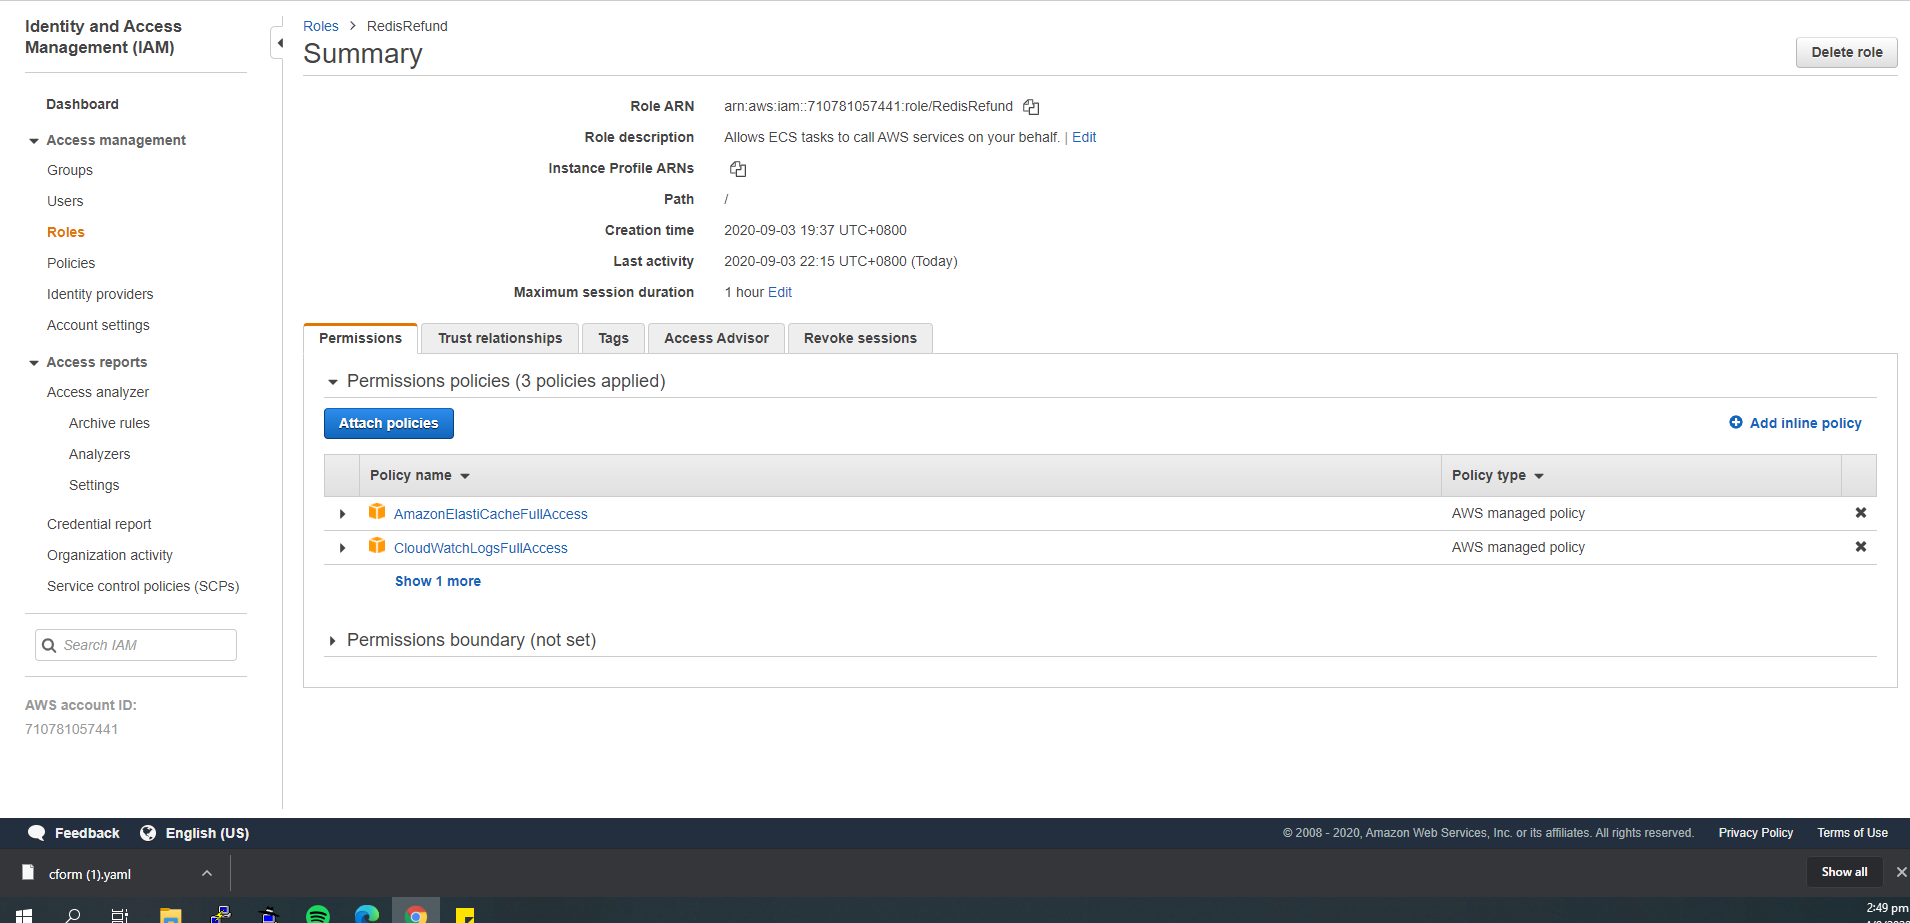 Identity and Access
Management (IAM)
Dashboard
Access management
Groups
Users
Roles
Policies
Identity providers
Account settings
Access reports
Access analyzer
Archive rules
Analyzers
Settings
Credential report
Organization activity
Service control policies (SCPs)
Search IAM
AWS account ID:
710781057441
Roles > RedisRefund
Summary
Delete role
Role ARN arn:aws:iam::710781057441:role/RedisRefund
Role description Allows ECS tasks to call AWS services on your behalf. | Edit
Instance Profile ARNs
Path /
Creation time 2020-09-03 19:37 UTC+0800
Last activity 2020-09-03 22:15 UTC+0800 (Today)
Maximum session duration 1 hour Edit
Permissions Trust relationships Tags Access Advisor Revoke sessions
Permissions policies (3 policies applied)
Attach policies Add inline policy
Policy name Policy type
AmazonElastiCacheFullAccess AWS managed policy
CloudWatchLogsFullAccess AWS managed policy
Show 1 more
Permissions boundary (not set)
Feedback English (US) © 2008 - 2020, Amazon Web Services, Inc. or its affiliates. All rights reserved. Privacy Policy Terms of Use
cform (1).yaml Show all
2:49 pm